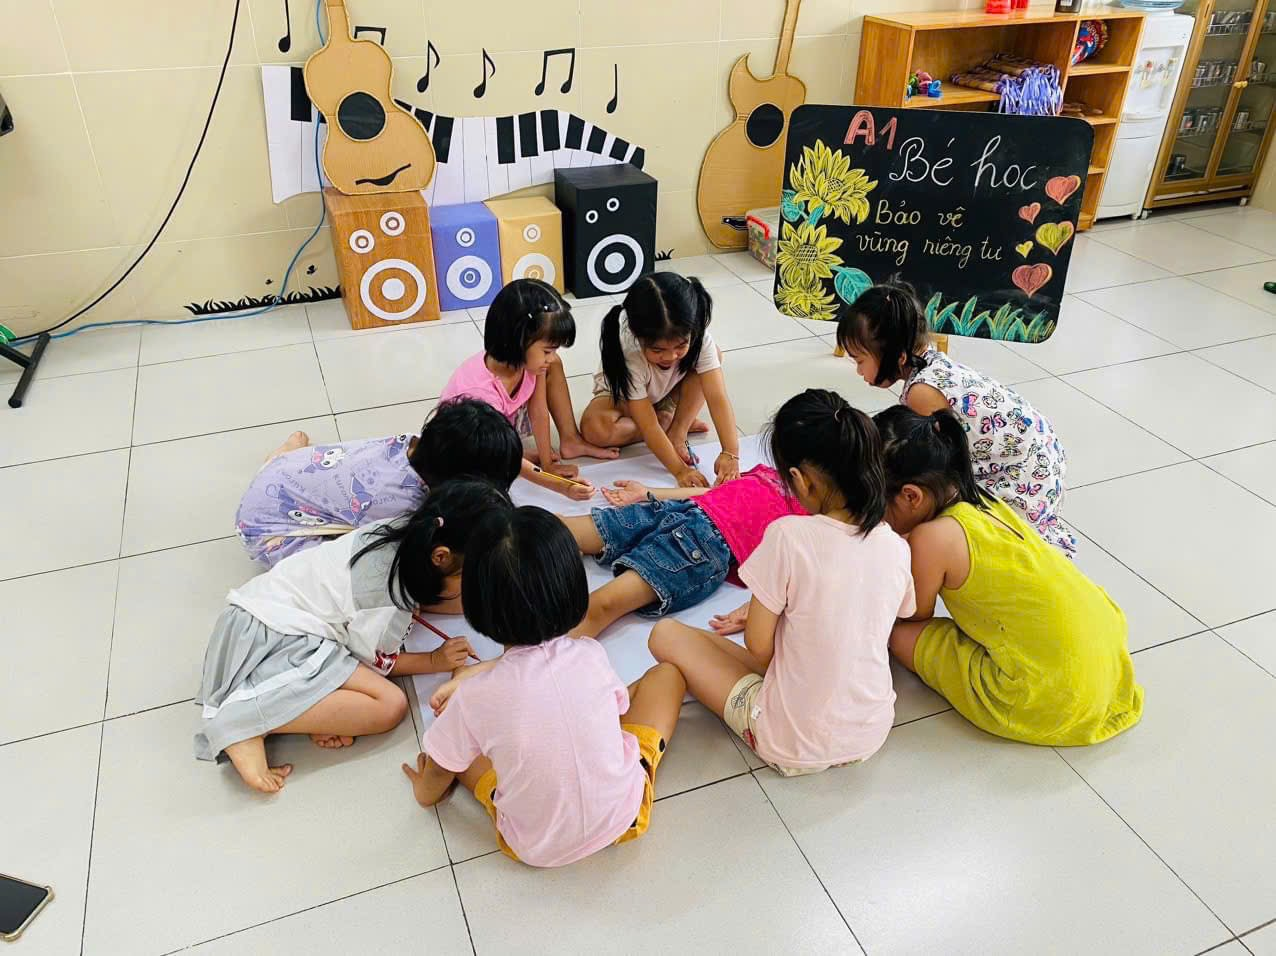 A1
Bé học
Bảo vệ
vùng riêng tư